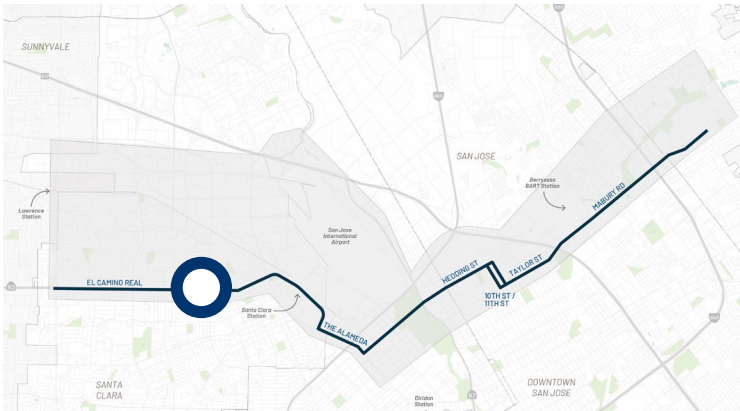 SUNNYVALE
SAN JOSE
Berryessa
BART Station
MABURY RD
Lawrence
Station
San Jose
International
Airport
HEDDING ST
TAYLOR ST
EL CAMINO REAL
10TH ST /
11TH ST
Santa Clara
Station
THE ALAMEDA
SANTA
CLARA
DOWNTOWN
SAN JOSE
Diridon
Station